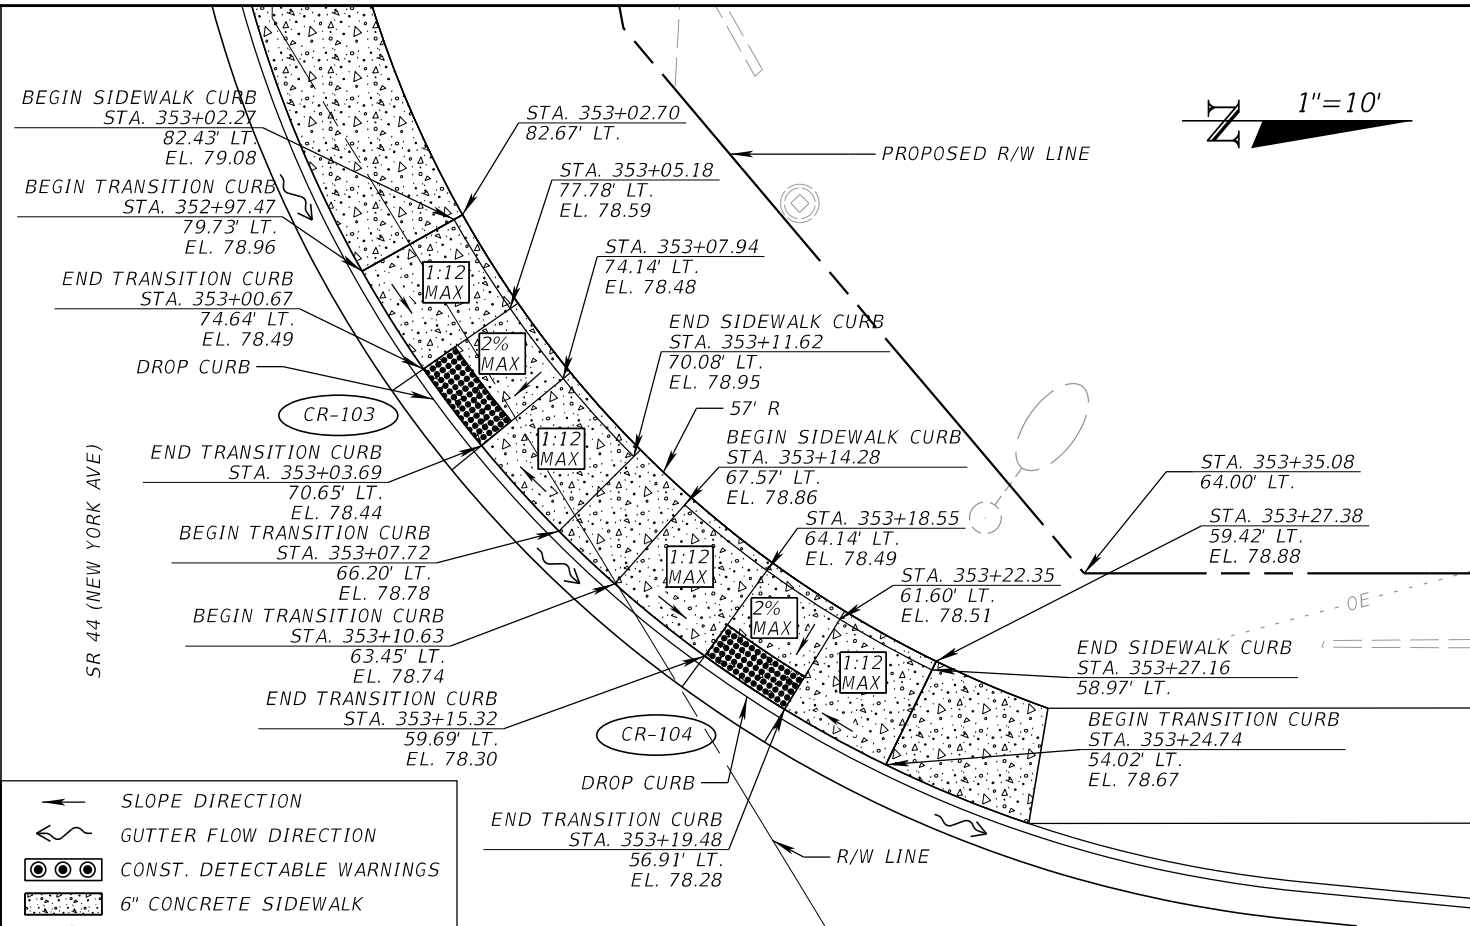 BEGIN SIDEWALK CURB
STA. 353+02.27
82.43' LT.
EL. 79.08
BEGIN TRANSITION CURB
STA. 352+97.47
79.73' LT.
EL. 78.96
END TRANSITION CURB
STA. 353+00.67
74.64' LT.
EL. 78.49
DROP CURB
CR-103
END TRANSITION CURB
STA. 353+03.69
70.65' LT.
EL. 78.44
BEGIN TRANSITION CURB
STA. 353+07.72
66.20' LT.
EL. 78.78
BEGIN TRANSITION CURB
STA. 353+10.63
63.45' LT.
EL. 78.74
END TRANSITION CURB
STA. 353+15.32
59.69' LT.
EL. 78.30
CR-104
DROP CURB
END TRANSITION CURB
STA. 353+19.48
56.91' LT.
EL. 78.28
SR 44 (NEW YORK AVE)
STA. 353+02.70
82.67' LT.
STA. 353+05.18
77.78' LT.
EL. 78.59
STA. 353+07.94
74.14' LT.
EL. 78.48
END SIDEWALK CURB
STA. 353+11.62
70.08' LT.
EL. 78.95
57' R
BEGIN SIDEWALK CURB
STA. 353+14.28
67.57' LT.
EL. 78.86
STA. 353+18.55
64.14' LT.
EL. 78.49
STA. 353+22.35
61.60' LT.
EL. 78.51
STA. 353+35.08
64.00' LT.
STA. 353+27.38
59.42' LT.
EL. 78.88
END SIDEWALK CURB
STA. 353+27.16
58.97' LT.
BEGIN TRANSITION CURB
STA. 353+24.74
54.02' LT.
EL. 78.67
1:12
MAX
2%
MAX
1:12
MAX
1:12
MAX
2%
MAX
1:12
MAX
PROPOSED R/W LINE
N
1"=10'
OE
R/W LINE
SLOPE DIRECTION
GUTTER FLOW DIRECTION
CONST. DETECTABLE WARNINGS
6" CONCRETE SIDEWALK